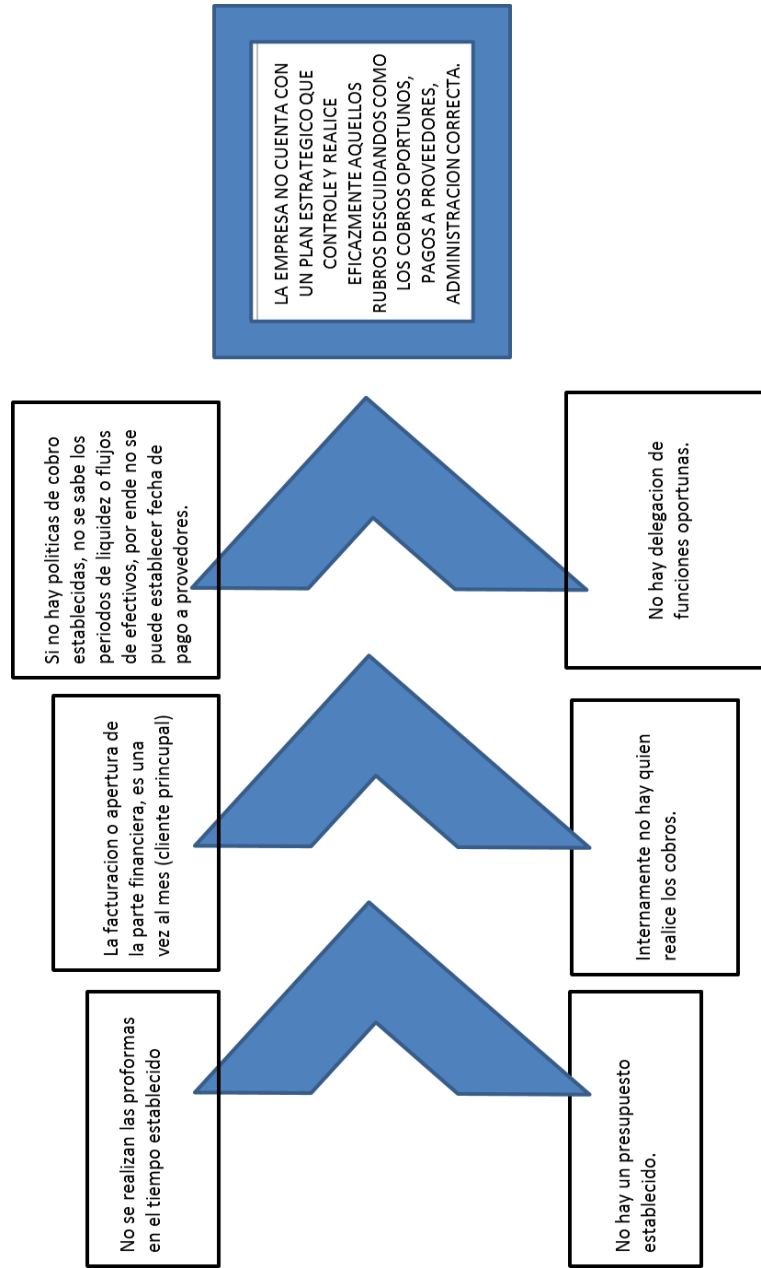 No se realizan las proformas
en el tiempo establecido
La facturacion o apertura de
la parte financiera, es una
vez al mes (cliente princupal)
Si no hay politicas de cobro
establecidas, no se sabe los
periodos de liquidez o flujos
de efectivos, por ende no se
puede establecer fecha de
pago a provedores.
LA EMPRESA NO CUENTA CON
UN PLAN ESTRATEGICO QUE
CONTROLE Y REALICE
EFICAZMENTE AQUELLOS
RUBROS DESCUIDANDOS COMO
LOS COBROS OPORTUNOS,
PAGOS A PROVEEDORES,
ADMINISTRACION CORRECTA.
No hay un presupuesto
establecido.
Internamente no hay quien
realice los cobros.
No hay delegacion de
funciones oportunas.